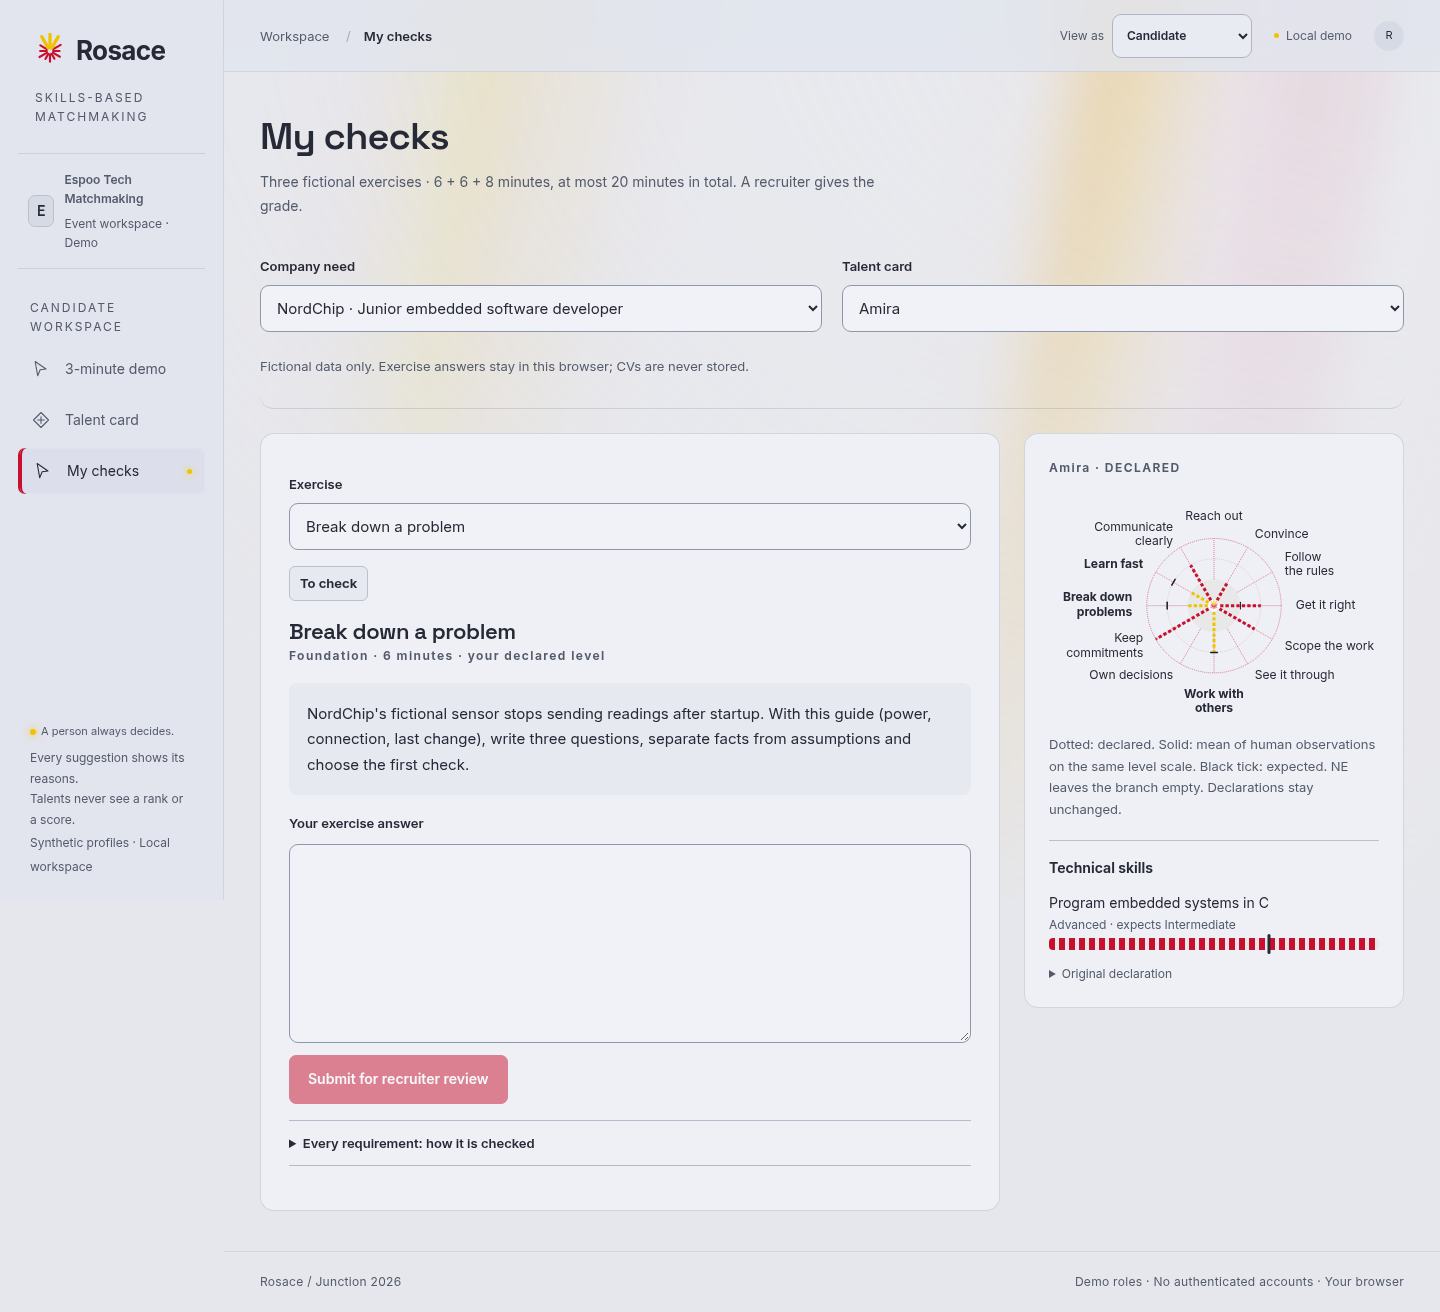 Rosace
SKILLS-BASED
MATCHMAKING
E
Espoo Tech
Matchmaking
Event workspace ·
Demo
CANDIDATE
WORKSPACE
3-minute demo
Talent card
My checks
A person always decides.
Every suggestion shows its
reasons.
Talents never see a rank or
a score.
Synthetic profiles · Local
workspace
Workspace / My checks
View as
Candidate
Local demo
R
My checks
Three fictional exercises · 6 + 6 + 8 minutes, at most 20 minutes in total. A recruiter gives the
grade.
Company need
NordChip · Junior embedded software developer
Talent card
Amira
Fictional data only. Exercise answers stay in this browser; CVs are never stored.
Exercise
Break down a problem
To check
Break down a problem
Foundation · 6 minutes · your declared level
NordChip's fictional sensor stops sending readings after startup. With this guide (power,
connection, last change), write three questions, separate facts from assumptions and
choose the first check.
Your exercise answer
Submit for recruiter review
Every requirement: how it is checked
Amira · DECLARED
Reach out
Convince
Follow
the rules
Get it right
Scope the work
See it through
Work with
others
Own decisions
Keep
commitments
Break down
problems
Learn fast
Communicate
clearly
Dotted: declared. Solid: mean of human observations
on the same level scale. Black tick: expected. NE
leaves the branch empty. Declarations stay
unchanged.
Technical skills
Program embedded systems in C
Advanced · expects Intermediate
Original declaration
Rosace / Junction 2026
Demo roles · No authenticated accounts · Your browser